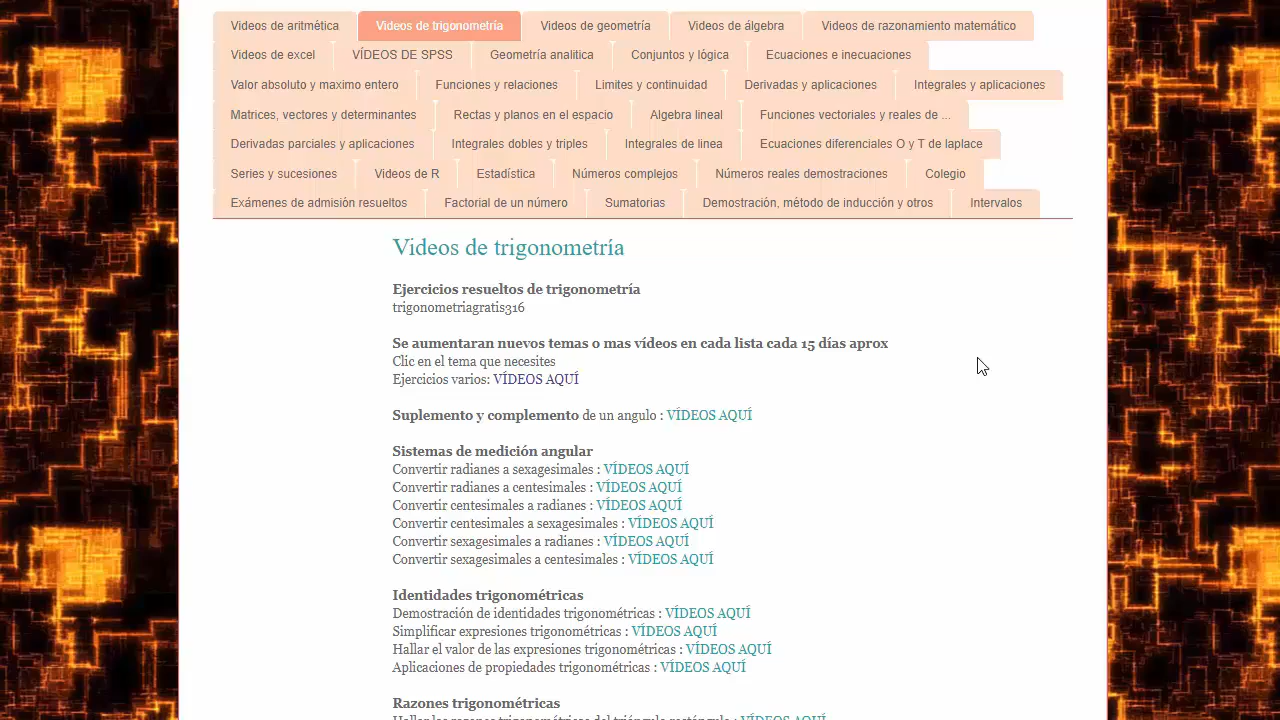 Videos de aritmética Videos de trigonometría Videos de geometría Videos de álgebra Videos de razonamiento matemático
Videos de excel VÍDEOS DE SPSS Geometría analitica Conjuntos y lógica Ecuaciones e inecuaciones
Valor absoluto y maximo entero Funciones y relaciones Limites y continuidad Derivadas y aplicaciones Integrales y aplicaciones
Matrices, vectores y determinantes Rectas y planos en el espacio Algebra lineal Funciones vectoriales y reales de ...
Derivadas parciales y aplicaciones Integrales dobles y triples Integrales de linea Ecuaciones diferenciales O y T de laplace
Series y sucesiones Videos de R Estadística Números complejos Números reales demostraciones Colegio
Exámenes de admisión resueltos Factorial de un número Sumatorias Demostración, método de inducción y otros Intervalos
Videos de trigonometría
Ejercicios resueltos de trigonometría
trigonometriagratis316
Se aumentaran nuevos temas o mas vídeos en cada lista cada 15 días aprox
Clic en el tema que necesites
Ejercicios varios: VÍDEOS AQUÍ
Suplemento y complemento de un angulo : VÍDEOS AQUÍ
Sistemas de medición angular
Convertir radianes a sexagesimales : VÍDEOS AQUÍ
Convertir radianes a centesimales : VÍDEOS AQUÍ
Convertir centesimales a radianes : VÍDEOS AQUÍ
Convertir centesimales a sexagesimales : VÍDEOS AQUÍ
Convertir sexagesimales a radianes : VÍDEOS AQUÍ
Convertir sexagesimales a centesimales : VÍDEOS AQUÍ
Identidades trigonométricas
Demostración de identidades trigonométricas : VÍDEOS AQUÍ
Simplificar expresiones trigonométricas : VÍDEOS AQUÍ
Hallar el valor de las expresiones trigonométricas : VÍDEOS AQUÍ
Aplicaciones de propiedades trigonométricas : VÍDEOS AQUÍ
Razones trigonométricas